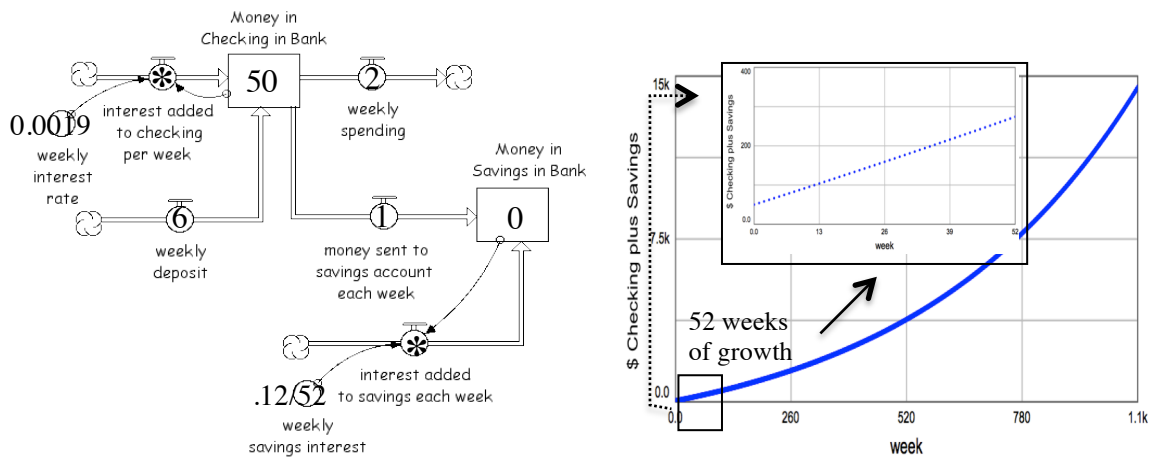 Money in
Checking in Bank
50
2
*
0.0019
interest added
to checking
per week
weekly
spending
weekly
interest
rate
Money in
Savings in Bank
6
1
0
weekly
deposit
money sent to
savings account
each week
*
.12/52
interest added
to savings each week
weekly
savings interest
15k
7.5k
0.0
$ Checking plus Savings
400
200
0.0
$ Checking plus Savings
0.0 13 26 39 52
week
52 weeks
of growth
0.0 260 520 780 1.1k
week